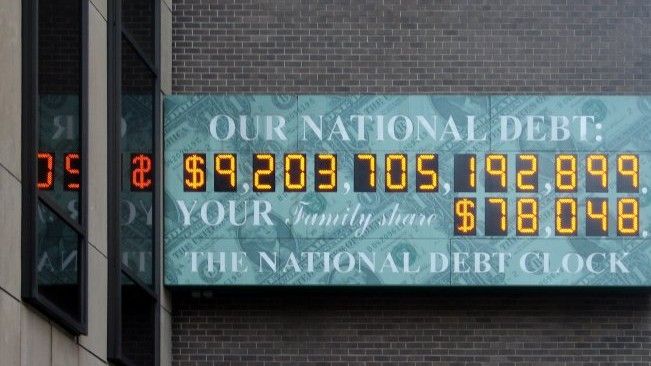 OUR NATIONAL DEBT:
$9,203,705,192,899.
YOUR Family share $78,048.
THE NATIONAL DEBT CLOCK